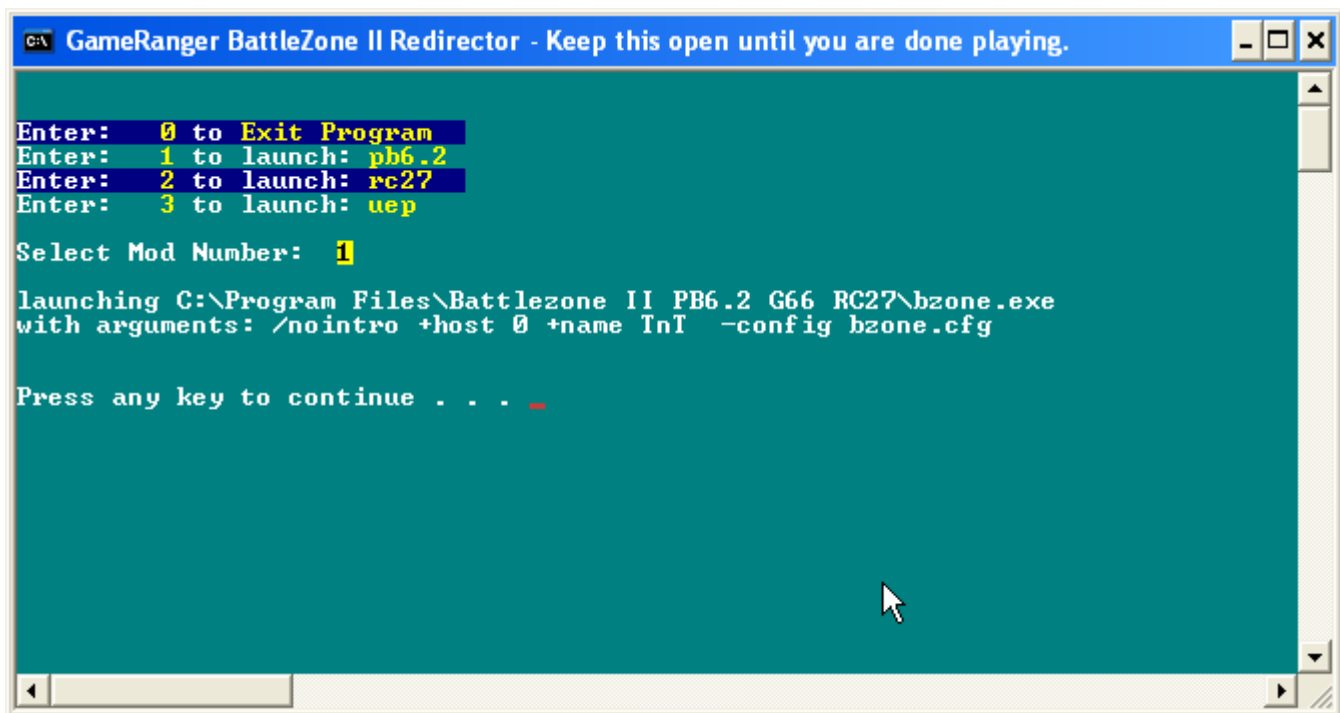 GameRanger BattleZone II Redirector - Keep this open until you are done playing.
Enter:   0 to Exit Program
Enter:   1 to launch: pb6.2
Enter:   2 to launch: rc27
Enter:   3 to launch: uep
Select Mod Number:  1
launching C:\Program Files\Battlezone II PB6.2 G66 RC27\bzone.exe
with arguments: /nointro +host 0 +name TnT  -config bzone.cfg
Press any key to continue . . . _